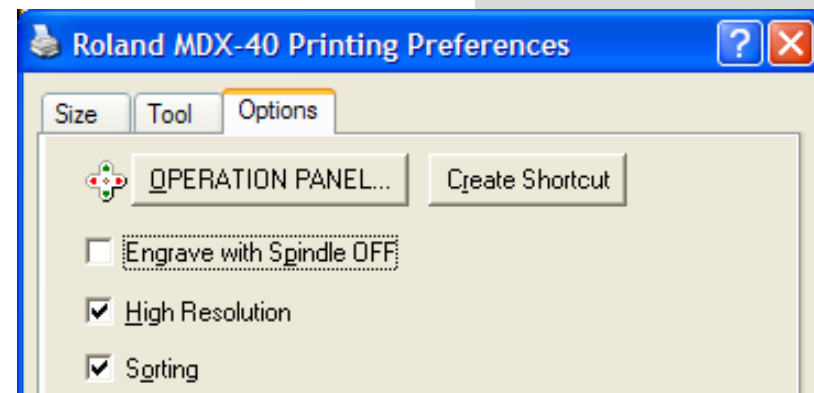 Roland MDX-40 Printing Preferences
Size Tool Options
OPERATION PANEL... Create Shortcut
Engrave with Spindle OFF
High Resolution
Sorting